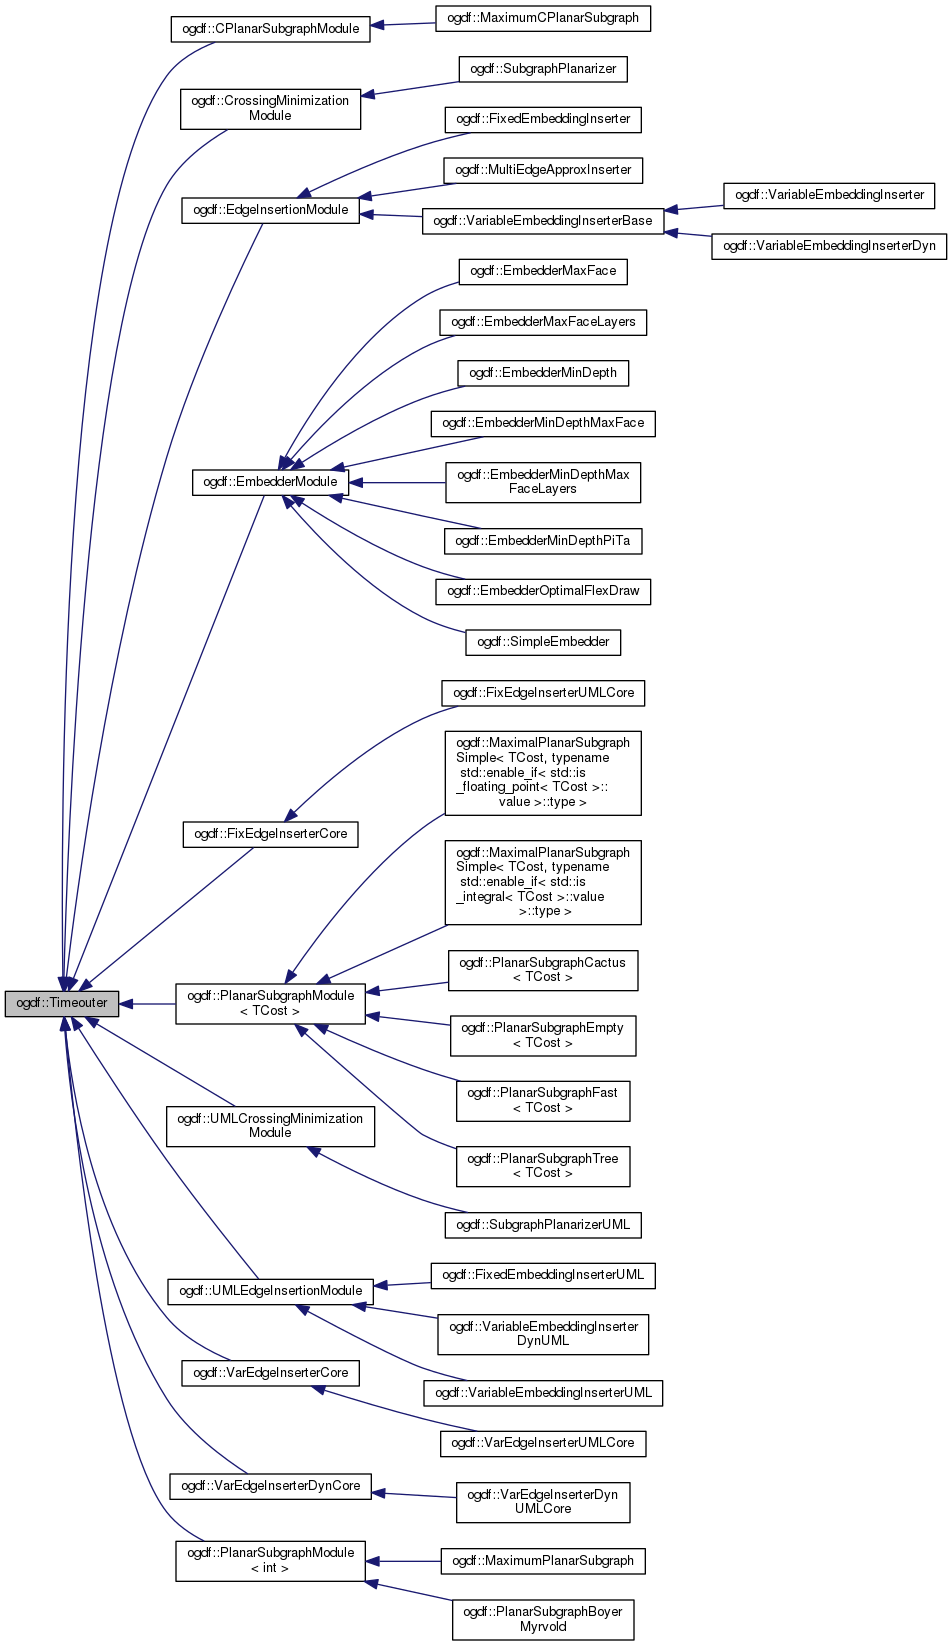 ogdf::CPlanarSubgraphModule
ogdf::MaximumCPlanarSubgraph
ogdf::SubgraphPlanarizer
ogdf::CrossingMinimization
Module
ogdf::FixedEmbeddingInserter
ogdf::MultiEdgeApproxInserter
ogdf::EdgeInsertionModule
ogdf::VariableEmbeddingInserterBase
ogdf::VariableEmbeddingInserter
ogdf::VariableEmbeddingInserterDyn
ogdf::EmbedderMaxFace
ogdf::EmbedderMaxFaceLayers
ogdf::EmbedderMinDepth
ogdf::EmbedderMinDepthMaxFace
ogdf::EmbedderModule
ogdf::EmbedderMinDepthMax
FaceLayers
ogdf::EmbedderMinDepthPiTa
ogdf::EmbedderOptimalFlexDraw
ogdf::SimpleEmbedder
ogdf::FixEdgeInserterUMLCore
ogdf::MaximalPlanarSubgraph
Simple< TCost, typename
std::enable_if< std::is
_floating_point< TCost >::
value >::type >
ogdf::FixEdgeInserterCore
ogdf::MaximalPlanarSubgraph
Simple< TCost, typename
std::enable_if< std::is
_integral< TCost >::value
>::type >
ogdf::PlanarSubgraphCactus
< TCost >
ogdf::Timeouter
ogdf::PlanarSubgraphModule
< TCost >
ogdf::PlanarSubgraphEmpty
< TCost >
ogdf::PlanarSubgraphFast
< TCost >
ogdf::UMLCrossingMinimization
Module
ogdf::PlanarSubgraphTree
< TCost >
ogdf::SubgraphPlanarizerUML
ogdf::UMLEdgeInsertionModule
ogdf::FixedEmbeddingInserterUML
ogdf::VariableEmbeddingInserter
DynUML
ogdf::VarEdgeInserterCore
ogdf::VariableEmbeddingInserterUML
ogdf::VarEdgeInserterUMLCore
ogdf::VarEdgeInserterDynCore
ogdf::VarEdgeInserterDyn
UMLCore
ogdf::PlanarSubgraphModule
< int >
ogdf::MaximumPlanarSubgraph
ogdf::PlanarSubgraphBoyer
Myrvold